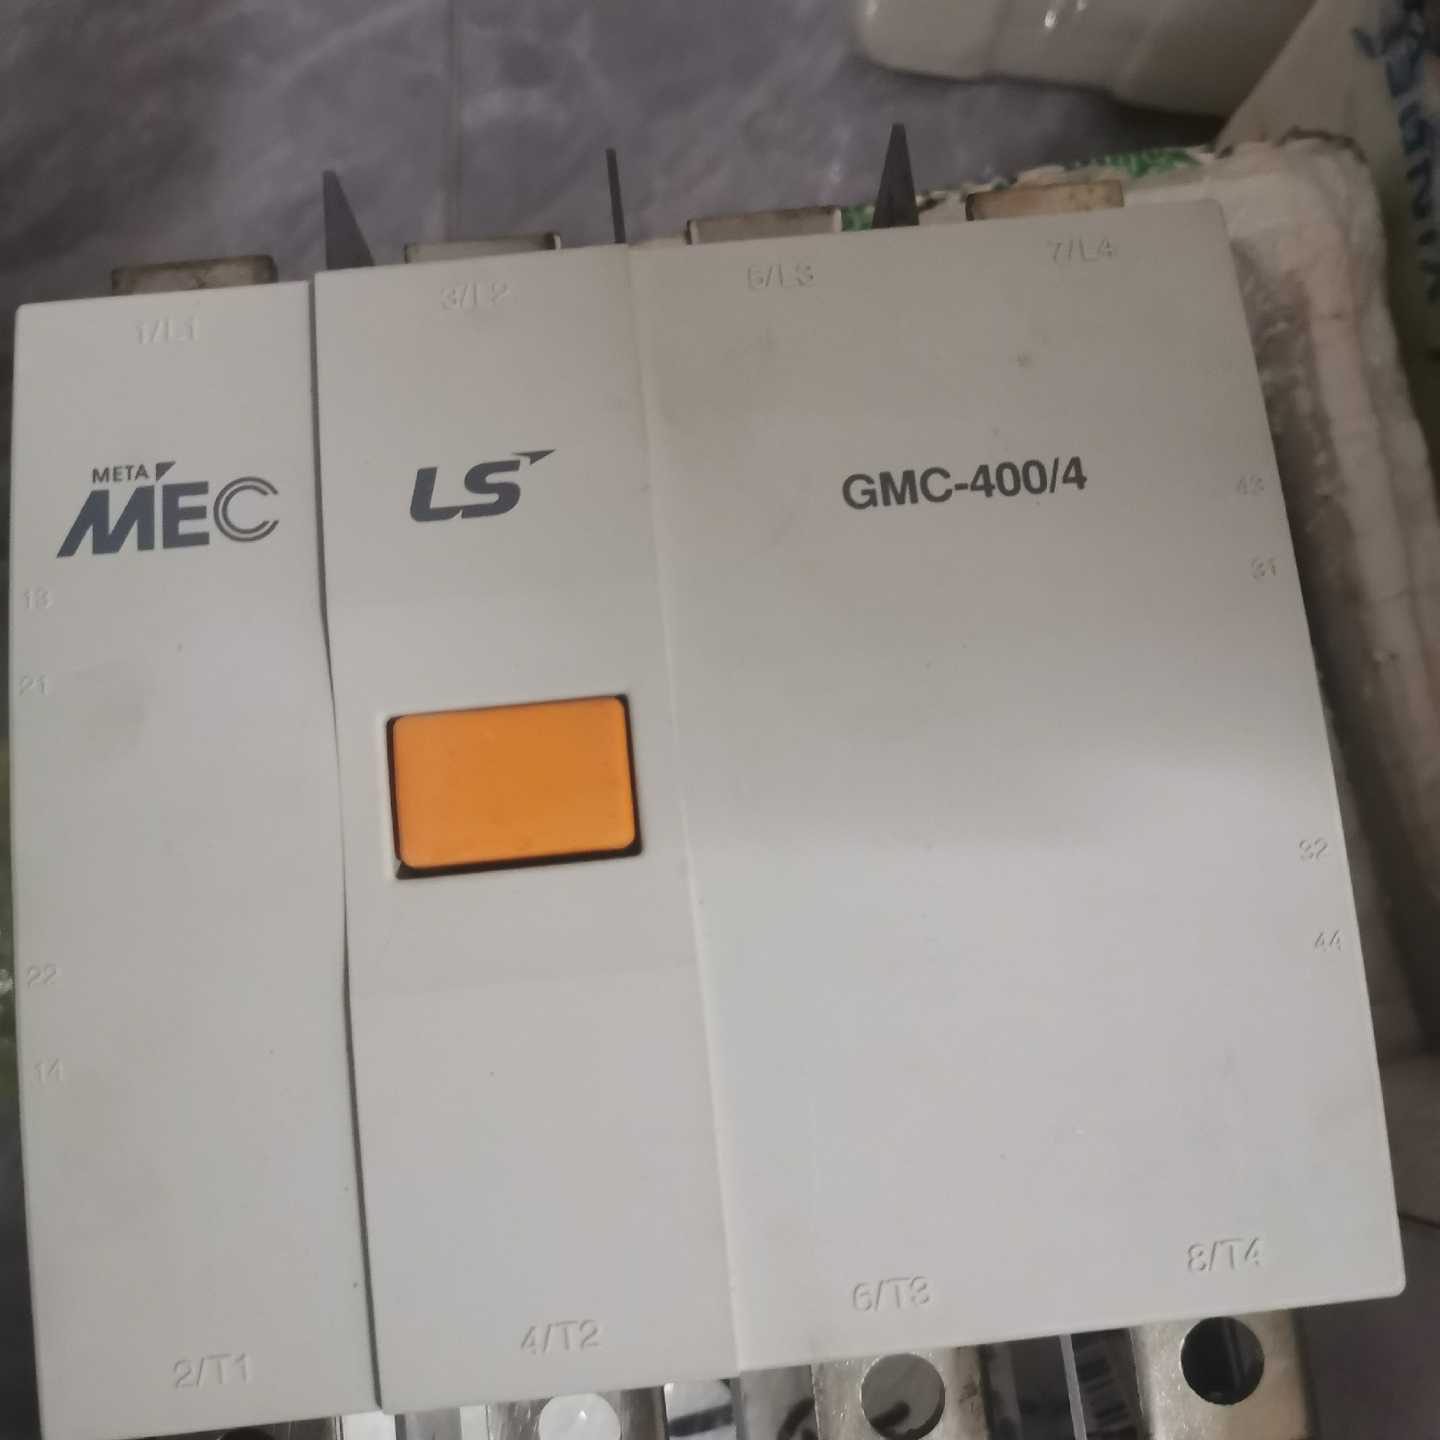 1/L1
3/L2
5/L3
7/L4
META
MEC
LS
GMC-400/4
13
21
43
31
22
14
32
44
2/T1
4/T2
6/T3
8/T4